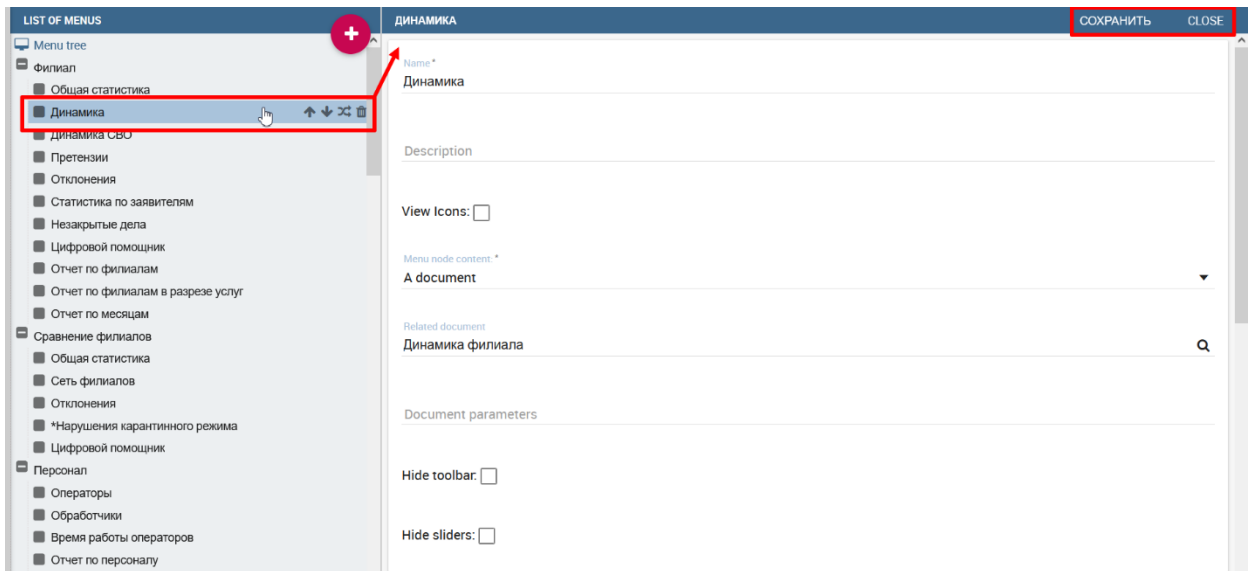 LIST OF MENUS
Menu tree
Филиал
Общая статистика
Динамика
Динамика СВО
Претензии
Отклонения
Статистика по заявителям
Незакрытые дела
Цифровой помощник
Отчет по филиалам
Отчет по филиалам в разрезе услуг
Отчет по месяцам
Сравнение филиалов
Общая статистика
Сеть филиалов
Отклонения
*Нарушения карантинного режима
Цифровой помощник
Персонал
Операторы
Обработчики
Время работы операторов
Отчет по персоналу
ДИНАМИКА
СОХРАНИТЬ CLOSE
Name *
Динамика
Description
View Icons:
Menu node content: *
A document
Related document
Динамика филиала
Document parameters
Hide toolbar:
Hide sliders: